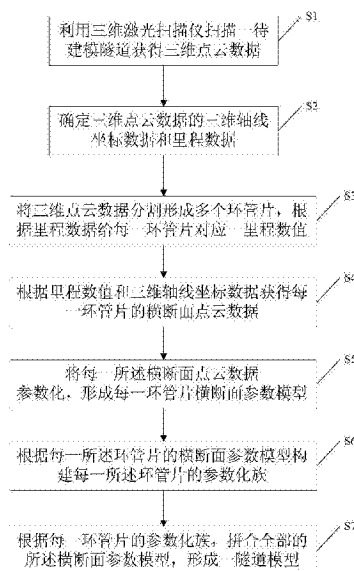 S1
利用三维激光扫描仪扫描一待
建模隧道获得三维点云数据
S2
确定三维点云数据的三维轴线
坐标数据和里程数据
S3
将三维点云数据分割形成多个环管片，根
据里程数据给每一环管片对应一里程数值
S4
根据里程数值和三维轴线坐标数据获得每
一环管片的横断面点云数据
S5
将每一所述横断面点云数据
参数化，形成每一环管片横断面参数模型
S6
根据每一所述环管片的横断面参数模型构
建每一所述环管片的参数化族
S7
根据每一环管片的参数化族，拼合全部的
所述横断面参数模型，形成一隧道模型